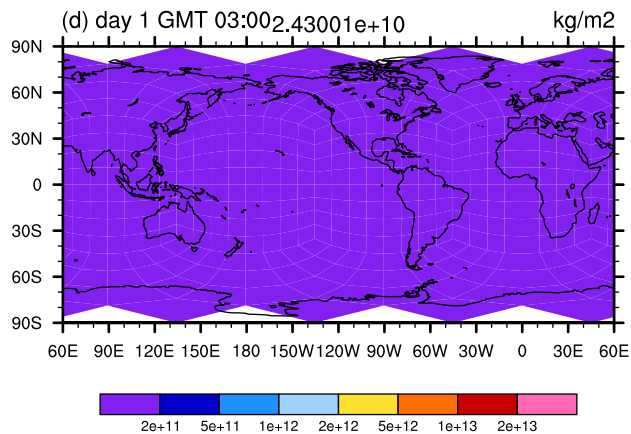 (d) day 1 GMT 03:00 2.43001e+10 kg/m2
90N
60N
30N
0
30S
60S
90S
60E 90E 120E 150E 180 150W 120W 90W 60W 30W 0 30E 60E
2e+11 5e+11 1e+12 2e+12 5e+12 1e+13 2e+13